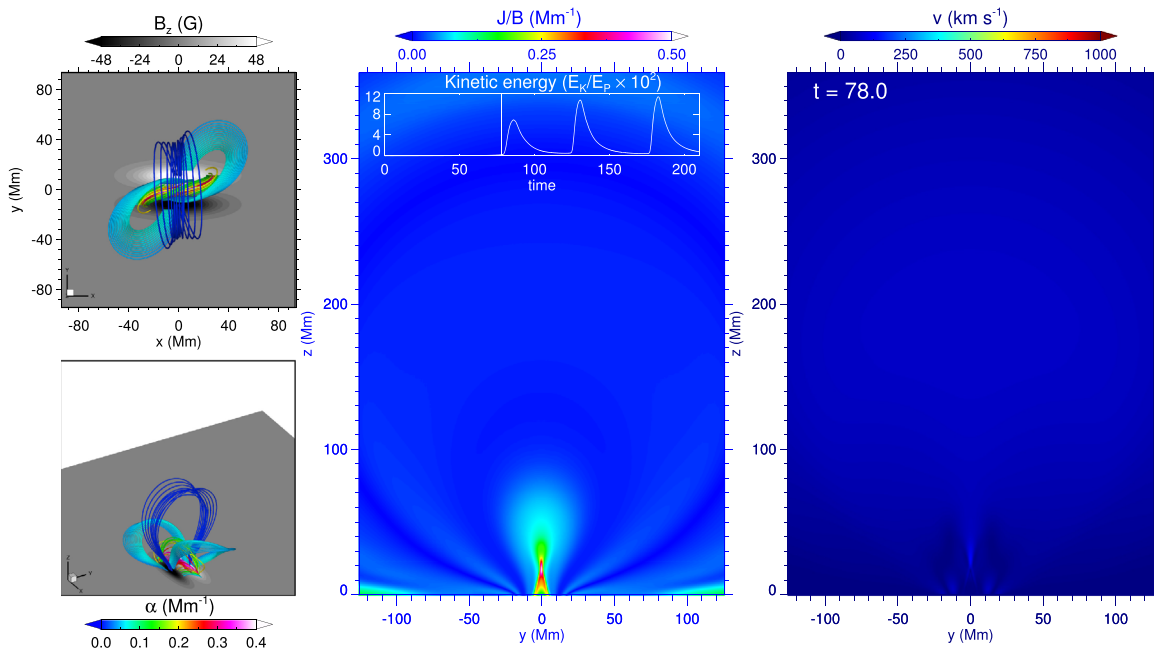 B_z (G)
-48 -24 0 24 48
80
40
0
-40
-80
y (Mm)
Y
X
-80 -40 0 40 80
x (Mm)
Z
Y
X
α (Mm⁻¹)
0.0 0.1 0.2 0.3 0.4
J/B (Mm⁻¹)
0.00 0.25 0.50
Kinetic energy (E_K/E_P × 10²)
12
8
4
0
0 50 100 150 200
time
300
200
100
0
z (Mm)
-100 -50 0 50 100
y (Mm)
v (km s⁻¹)
0 250 500 750 1000
t = 78.0
300
200
100
0
z (Mm)
-100 -50 0 50 100
y (Mm)